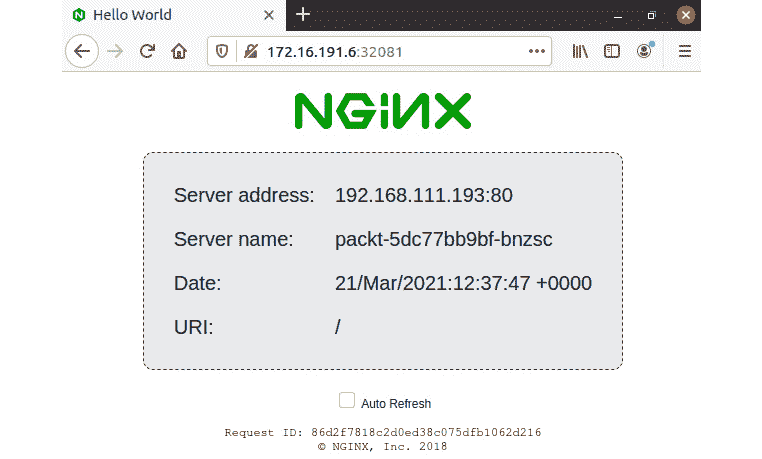 Hello World
172.16.191.6:32081
NGINX
Server address: 192.168.111.193:80
Server name: packt-5dc77bb9bf-bnzsc
Date: 21/Mar/2021:12:37:47 +0000
URI: /
Auto Refresh
Request ID: 86d2f7818c2d0ed38c075dfb1062d216
© NGINX, Inc. 2018